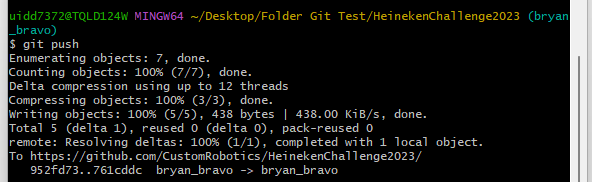 uidd7372@TQLD124W MINGW64 ~/Desktop/Folder Git Test/HeinekenChallenge2023 (bryan
_bravo)
$ git push
Enumerating objects: 7, done.
Counting objects: 100% (7/7), done.
Delta compression using up to 12 threads
Compressing objects: 100% (3/3), done.
Writing objects: 100% (5/5), 438 bytes | 438.00 KiB/s, done.
Total 5 (delta 1), reused 0 (delta 0), pack-reused 0
remote: Resolving deltas: 100% (1/1), completed with 1 local object.
To https://github.com/CustomRobotics/HeinekenChallenge2023/
   952fd73..761cddc  bryan_bravo -> bryan_bravo